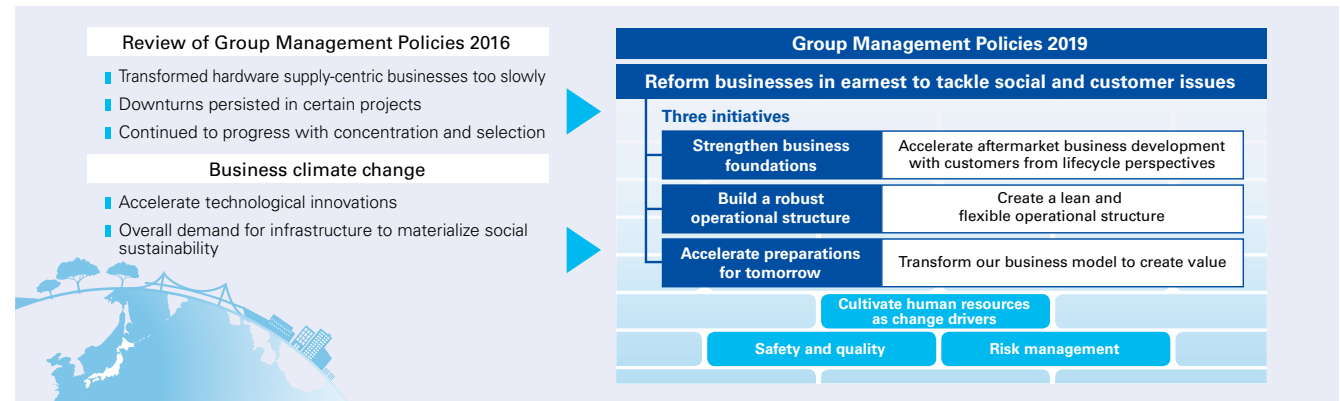 Review of Group Management Policies 2016
Transformed hardware supply-centric businesses too slowly
Downturns persisted in certain projects
Continued to progress with concentration and selection
Business climate change
Accelerate technological innovations
Overall demand for infrastructure to materialize social
sustainability
Group Management Policies 2019
Reform businesses in earnest to tackle social and customer issues
Three initiatives
Strengthen business
foundations
Accelerate aftermarket business development
with customers from lifecycle perspectives
Build a robust
operational structure
Create a lean and
flexible operational structure
Accelerate preparations
for tomorrow
Transform our business model to create value
Cultivate human resources
as change drivers
Safety and quality
Risk management